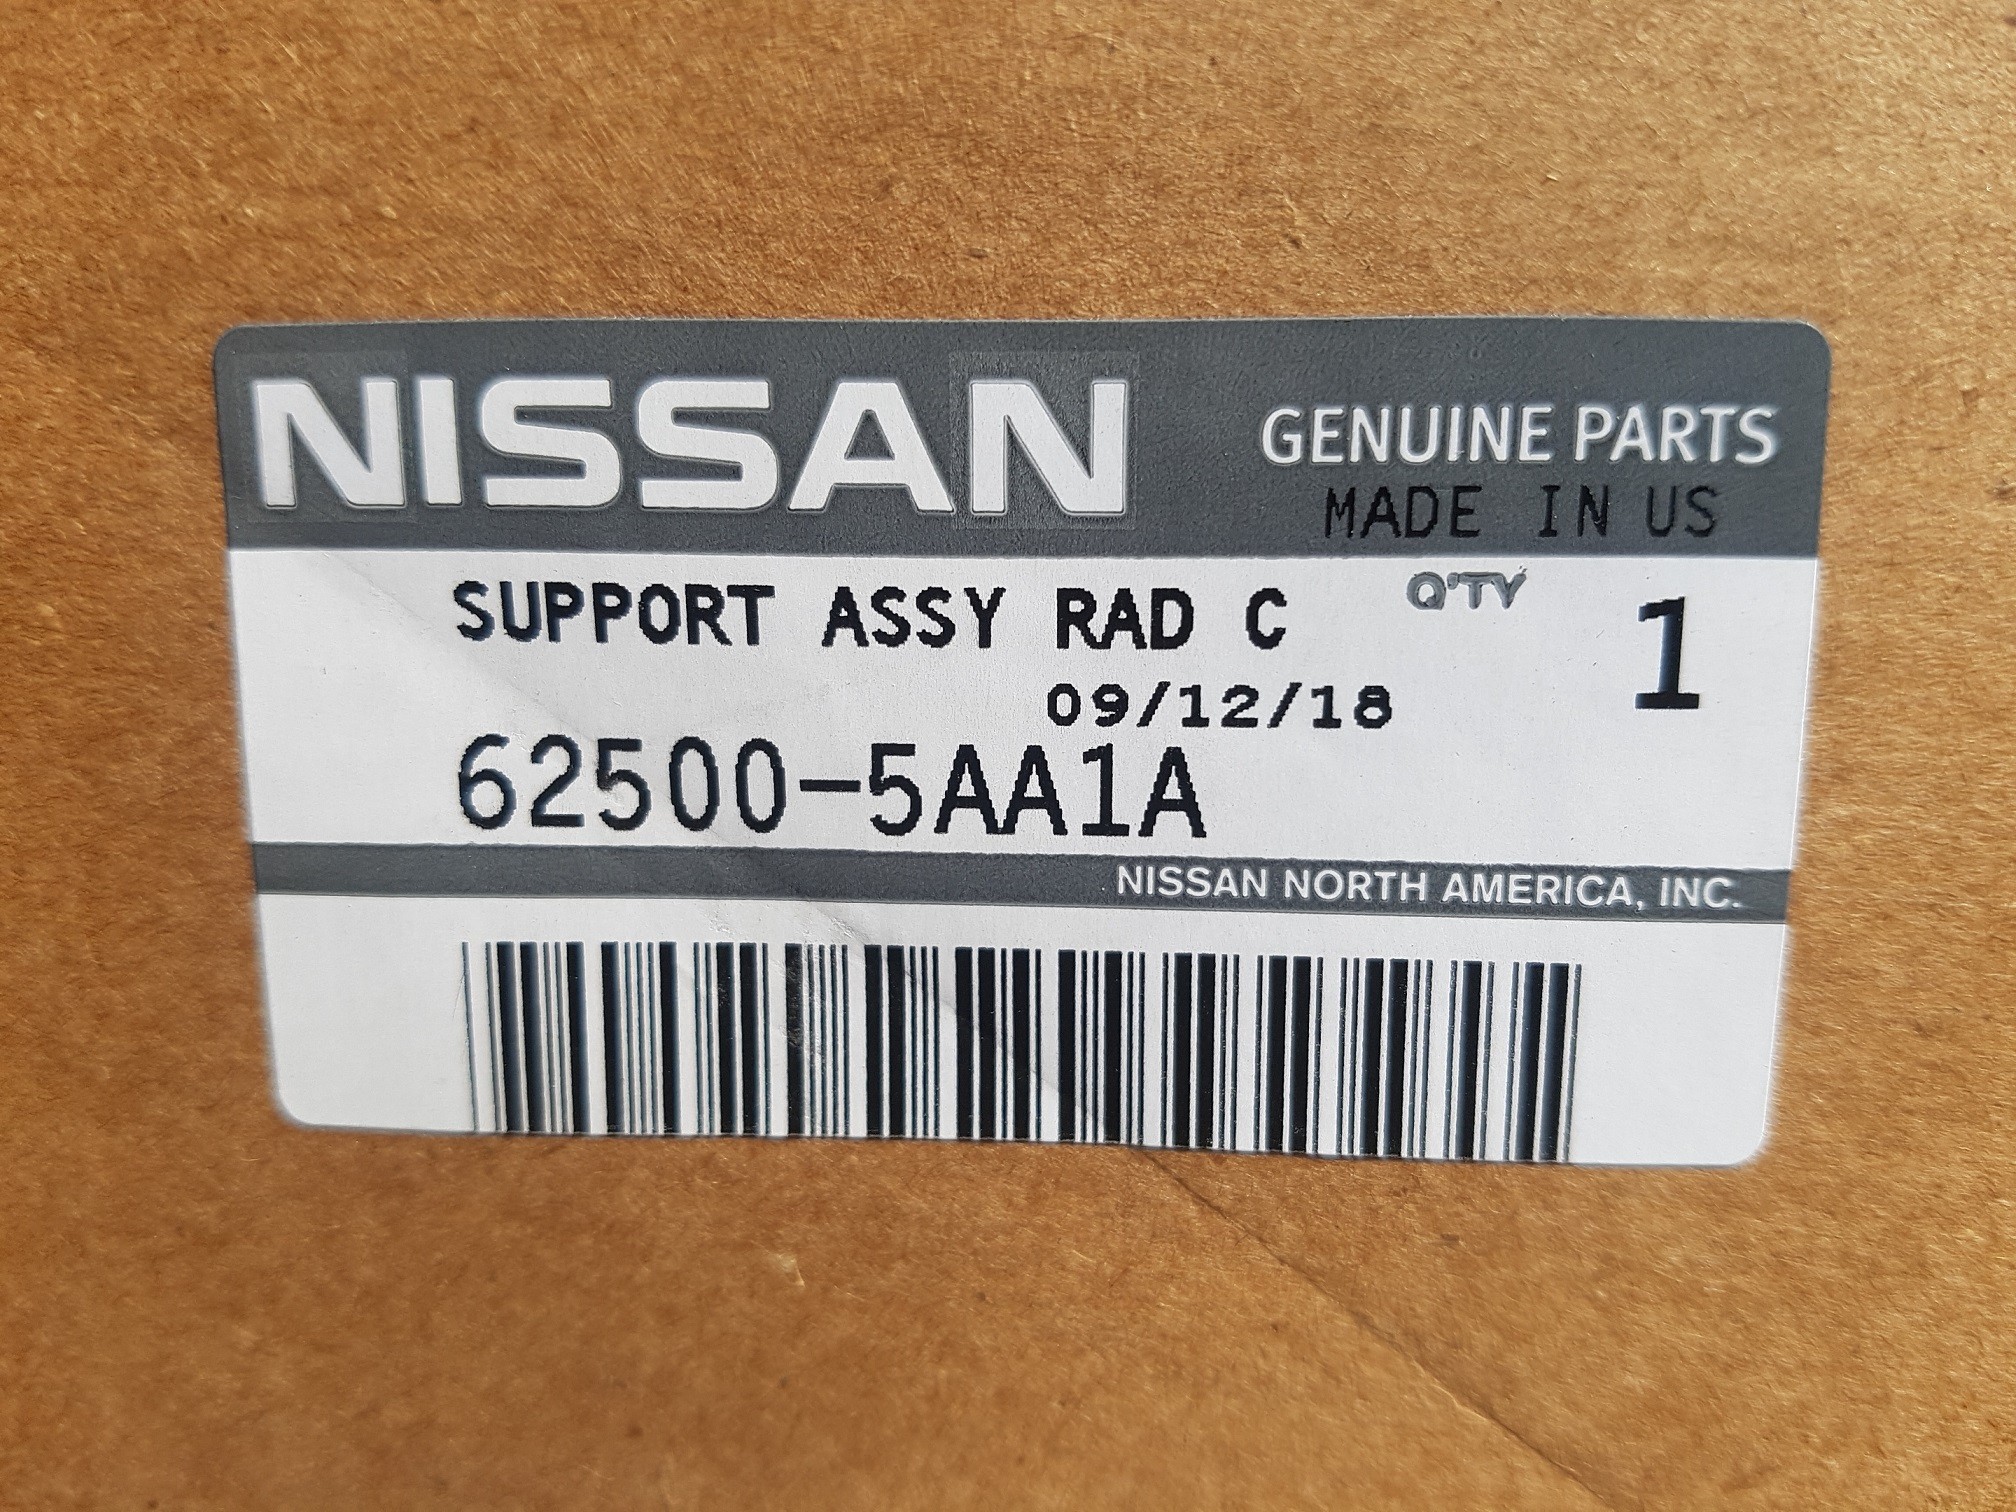 NISSAN
GENUINE PARTS
MADE IN US
SUPPORT ASSY RAD C
Q'TY
1
09/12/18
62500-5AA1A
NISSAN NORTH AMERICA, INC.